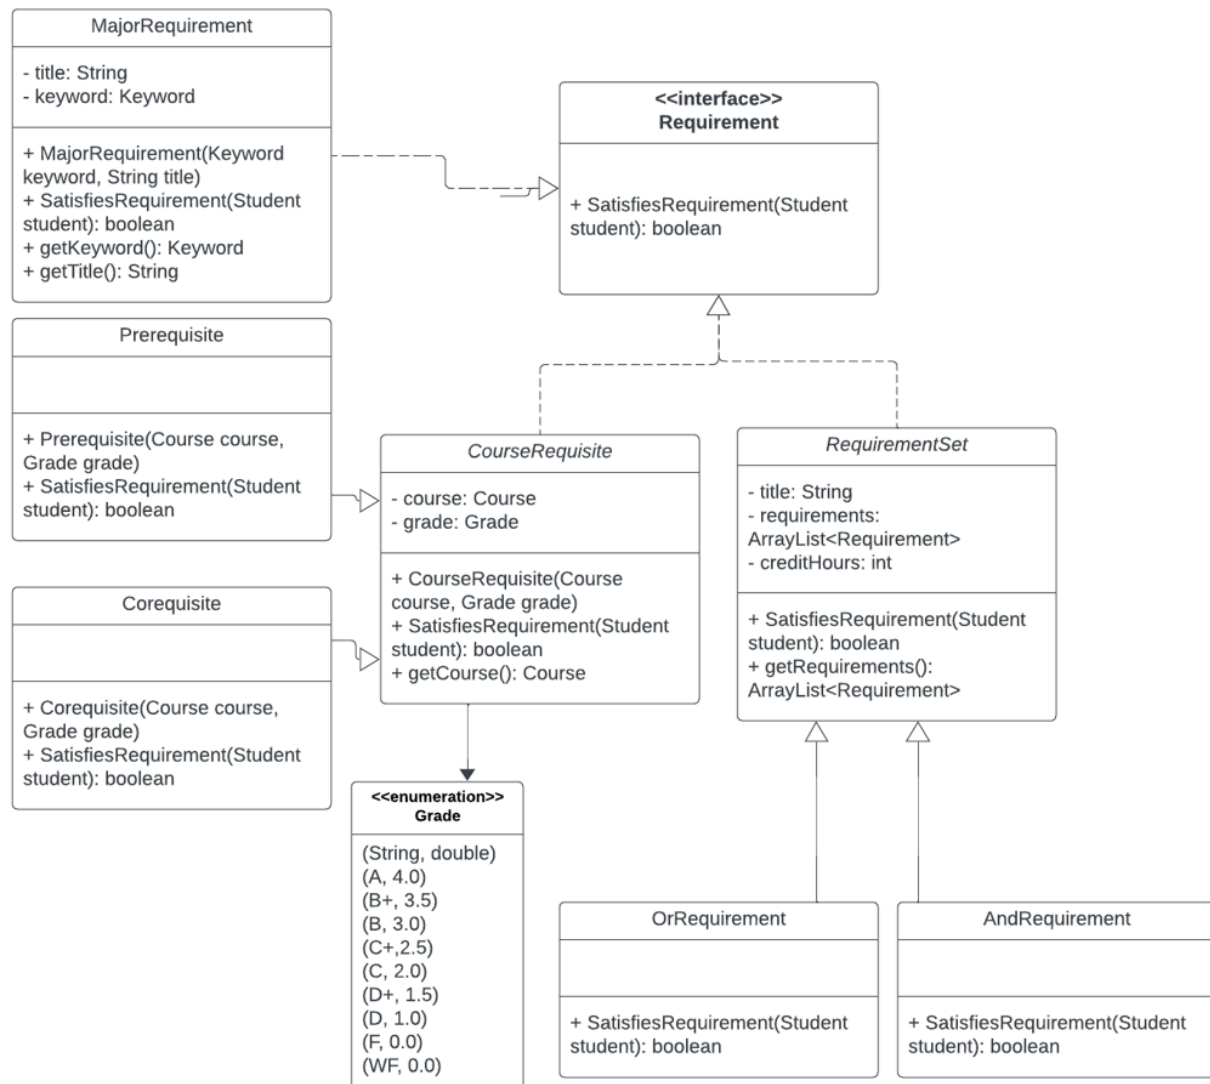 MajorRequirement
- title: String
- keyword: Keyword
+ MajorRequirement(Keyword
keyword, String title)
+ SatisfiesRequirement(Student
student): boolean
+ getKeyword(): Keyword
+ getTitle(): String
<<interface>>
Requirement
+ SatisfiesRequirement(Student
student): boolean
Prerequisite
+ Prerequisite(Course course,
Grade grade)
+ SatisfiesRequirement(Student
student): boolean
CourseRequisite
- course: Course
- grade: Grade
+ CourseRequisite(Course
course, Grade grade)
+ SatisfiesRequirement(Student
student): boolean
+ getCourse(): Course
RequirementSet
- title: String
- requirements:
ArrayList<Requirement>
- creditHours: int
+ SatisfiesRequirement(Student
student): boolean
+ getRequirements():
ArrayList<Requirement>
Corequisite
+ Corequisite(Course course,
Grade grade)
+ SatisfiesRequirement(Student
student): boolean
<<enumeration>>
Grade
(String, double)
(A, 4.0)
(B+, 3.5)
(B, 3.0)
(C+,2.5)
(C, 2.0)
(D+, 1.5)
(D, 1.0)
(F, 0.0)
(WF, 0.0)
OrRequirement
+ SatisfiesRequirement(Student
student): boolean
AndRequirement
+ SatisfiesRequirement(Student
student): boolean